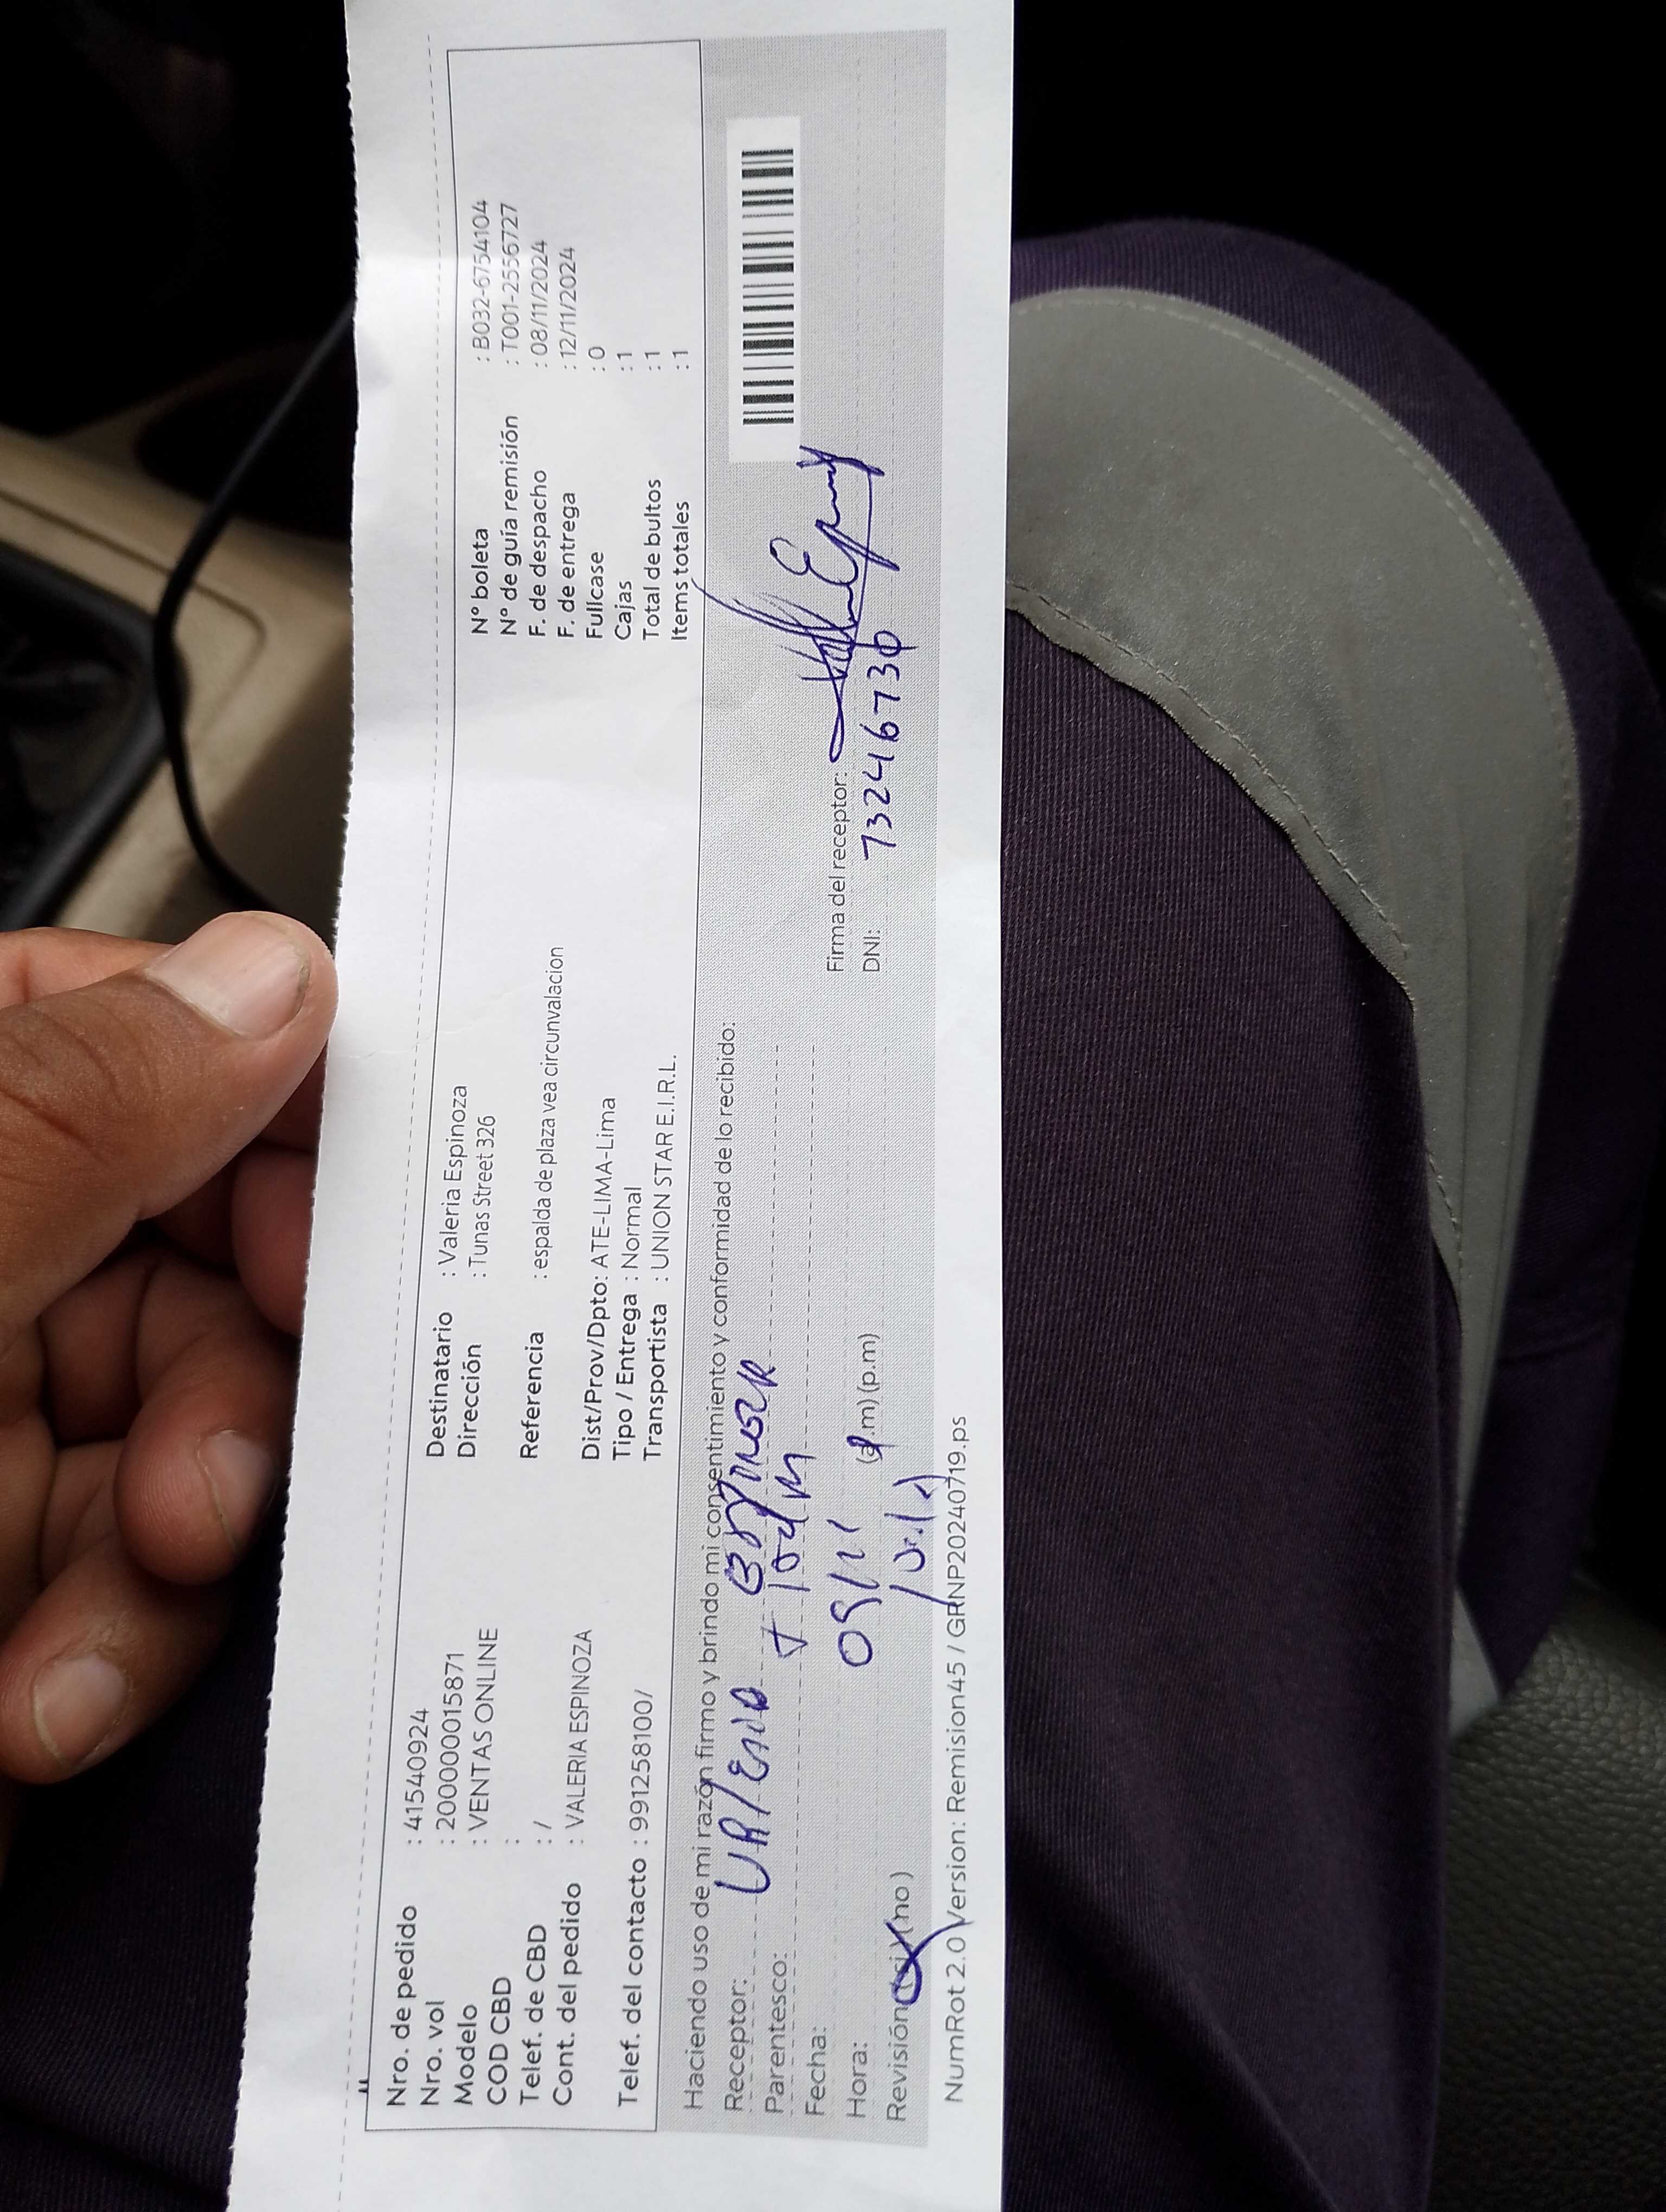 Nro. de pedido : 41540924
Nro. vol : 2000000015871
Modelo : VENTAS ONLINE
COD CBD :
Telef. de CBD : /
Cont. del pedido : VALERIA ESPINOZA
Telef. del contacto : 991258100/
Destinatario : Valeria Espinoza
Dirección : Tunas Street 326
Referencia : espalda de plaza vea circunvalacion
Dist/Prov/Dpto: ATE-LIMA-Lima
Tipo / Entrega : Normal
Transportista : UNION STAR E.I.R.L.
N° boleta : B032-6754104
N° de guía remisión : T001-2556727
F. de despacho : 08/11/2024
F. de entrega : 12/11/2024
Fullcase : 0
Cajas : 1
Total de bultos : 1
Items totales : 1
Haciendo uso de mi razón firmo y brindo mi consentimiento y conformidad de lo recibido:
Receptor: Valeria Espinoza
Parentesco:
Fecha:
Hora: (a.m) (p.m)
Revisión (si) (no)
Firma del receptor:
DNI: 73246730
NumRot 2.0 Version: Remision45 / GRNP20240719.ps